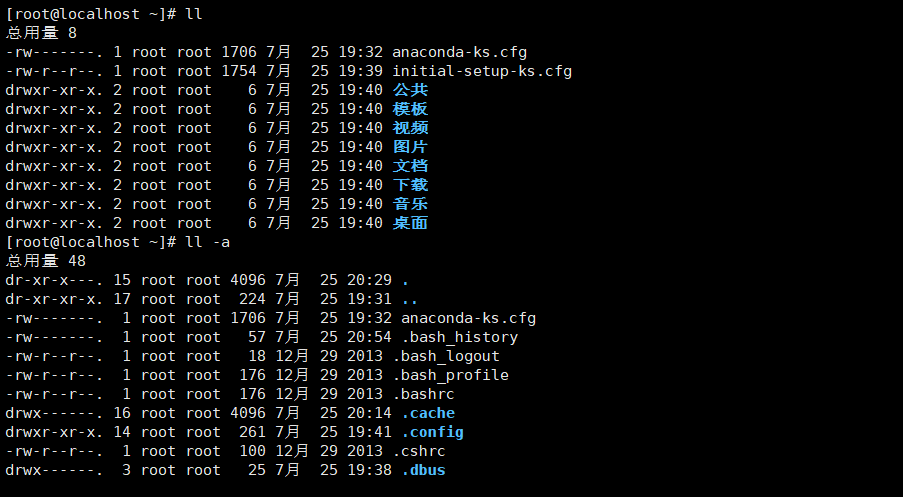 [root@localhost ~]# ll
总用量 8
-rw-------. 1 root root 1706 7月  25 19:32 anaconda-ks.cfg
-rw-r--r--. 1 root root 1754 7月  25 19:39 initial-setup-ks.cfg
drwxr-xr-x. 2 root root    6 7月  25 19:40 公共
drwxr-xr-x. 2 root root    6 7月  25 19:40 模板
drwxr-xr-x. 2 root root    6 7月  25 19:40 视频
drwxr-xr-x. 2 root root    6 7月  25 19:40 图片
drwxr-xr-x. 2 root root    6 7月  25 19:40 文档
drwxr-xr-x. 2 root root    6 7月  25 19:40 下载
drwxr-xr-x. 2 root root    6 7月  25 19:40 音乐
drwxr-xr-x. 2 root root    6 7月  25 19:40 桌面
[root@localhost ~]# ll -a
总用量 48
dr-xr-x---. 15 root root 4096 7月  25 20:29 .
dr-xr-xr-x. 17 root root  224 7月  25 19:31 ..
-rw-------.  1 root root 1706 7月  25 19:32 anaconda-ks.cfg
-rw-------.  1 root root   57 7月  25 20:54 .bash_history
-rw-r--r--.  1 root root   18 12月 29 2013 .bash_logout
-rw-r--r--.  1 root root  176 12月 29 2013 .bash_profile
-rw-r--r--.  1 root root  176 12月 29 2013 .bashrc
drwx------. 16 root root 4096 7月  25 20:14 .cache
drwxr-xr-x. 14 root root  261 7月  25 19:41 .config
-rw-r--r--.  1 root root  100 12月 29 2013 .cshrc
drwx------.  3 root root   25 7月  25 19:38 .dbus